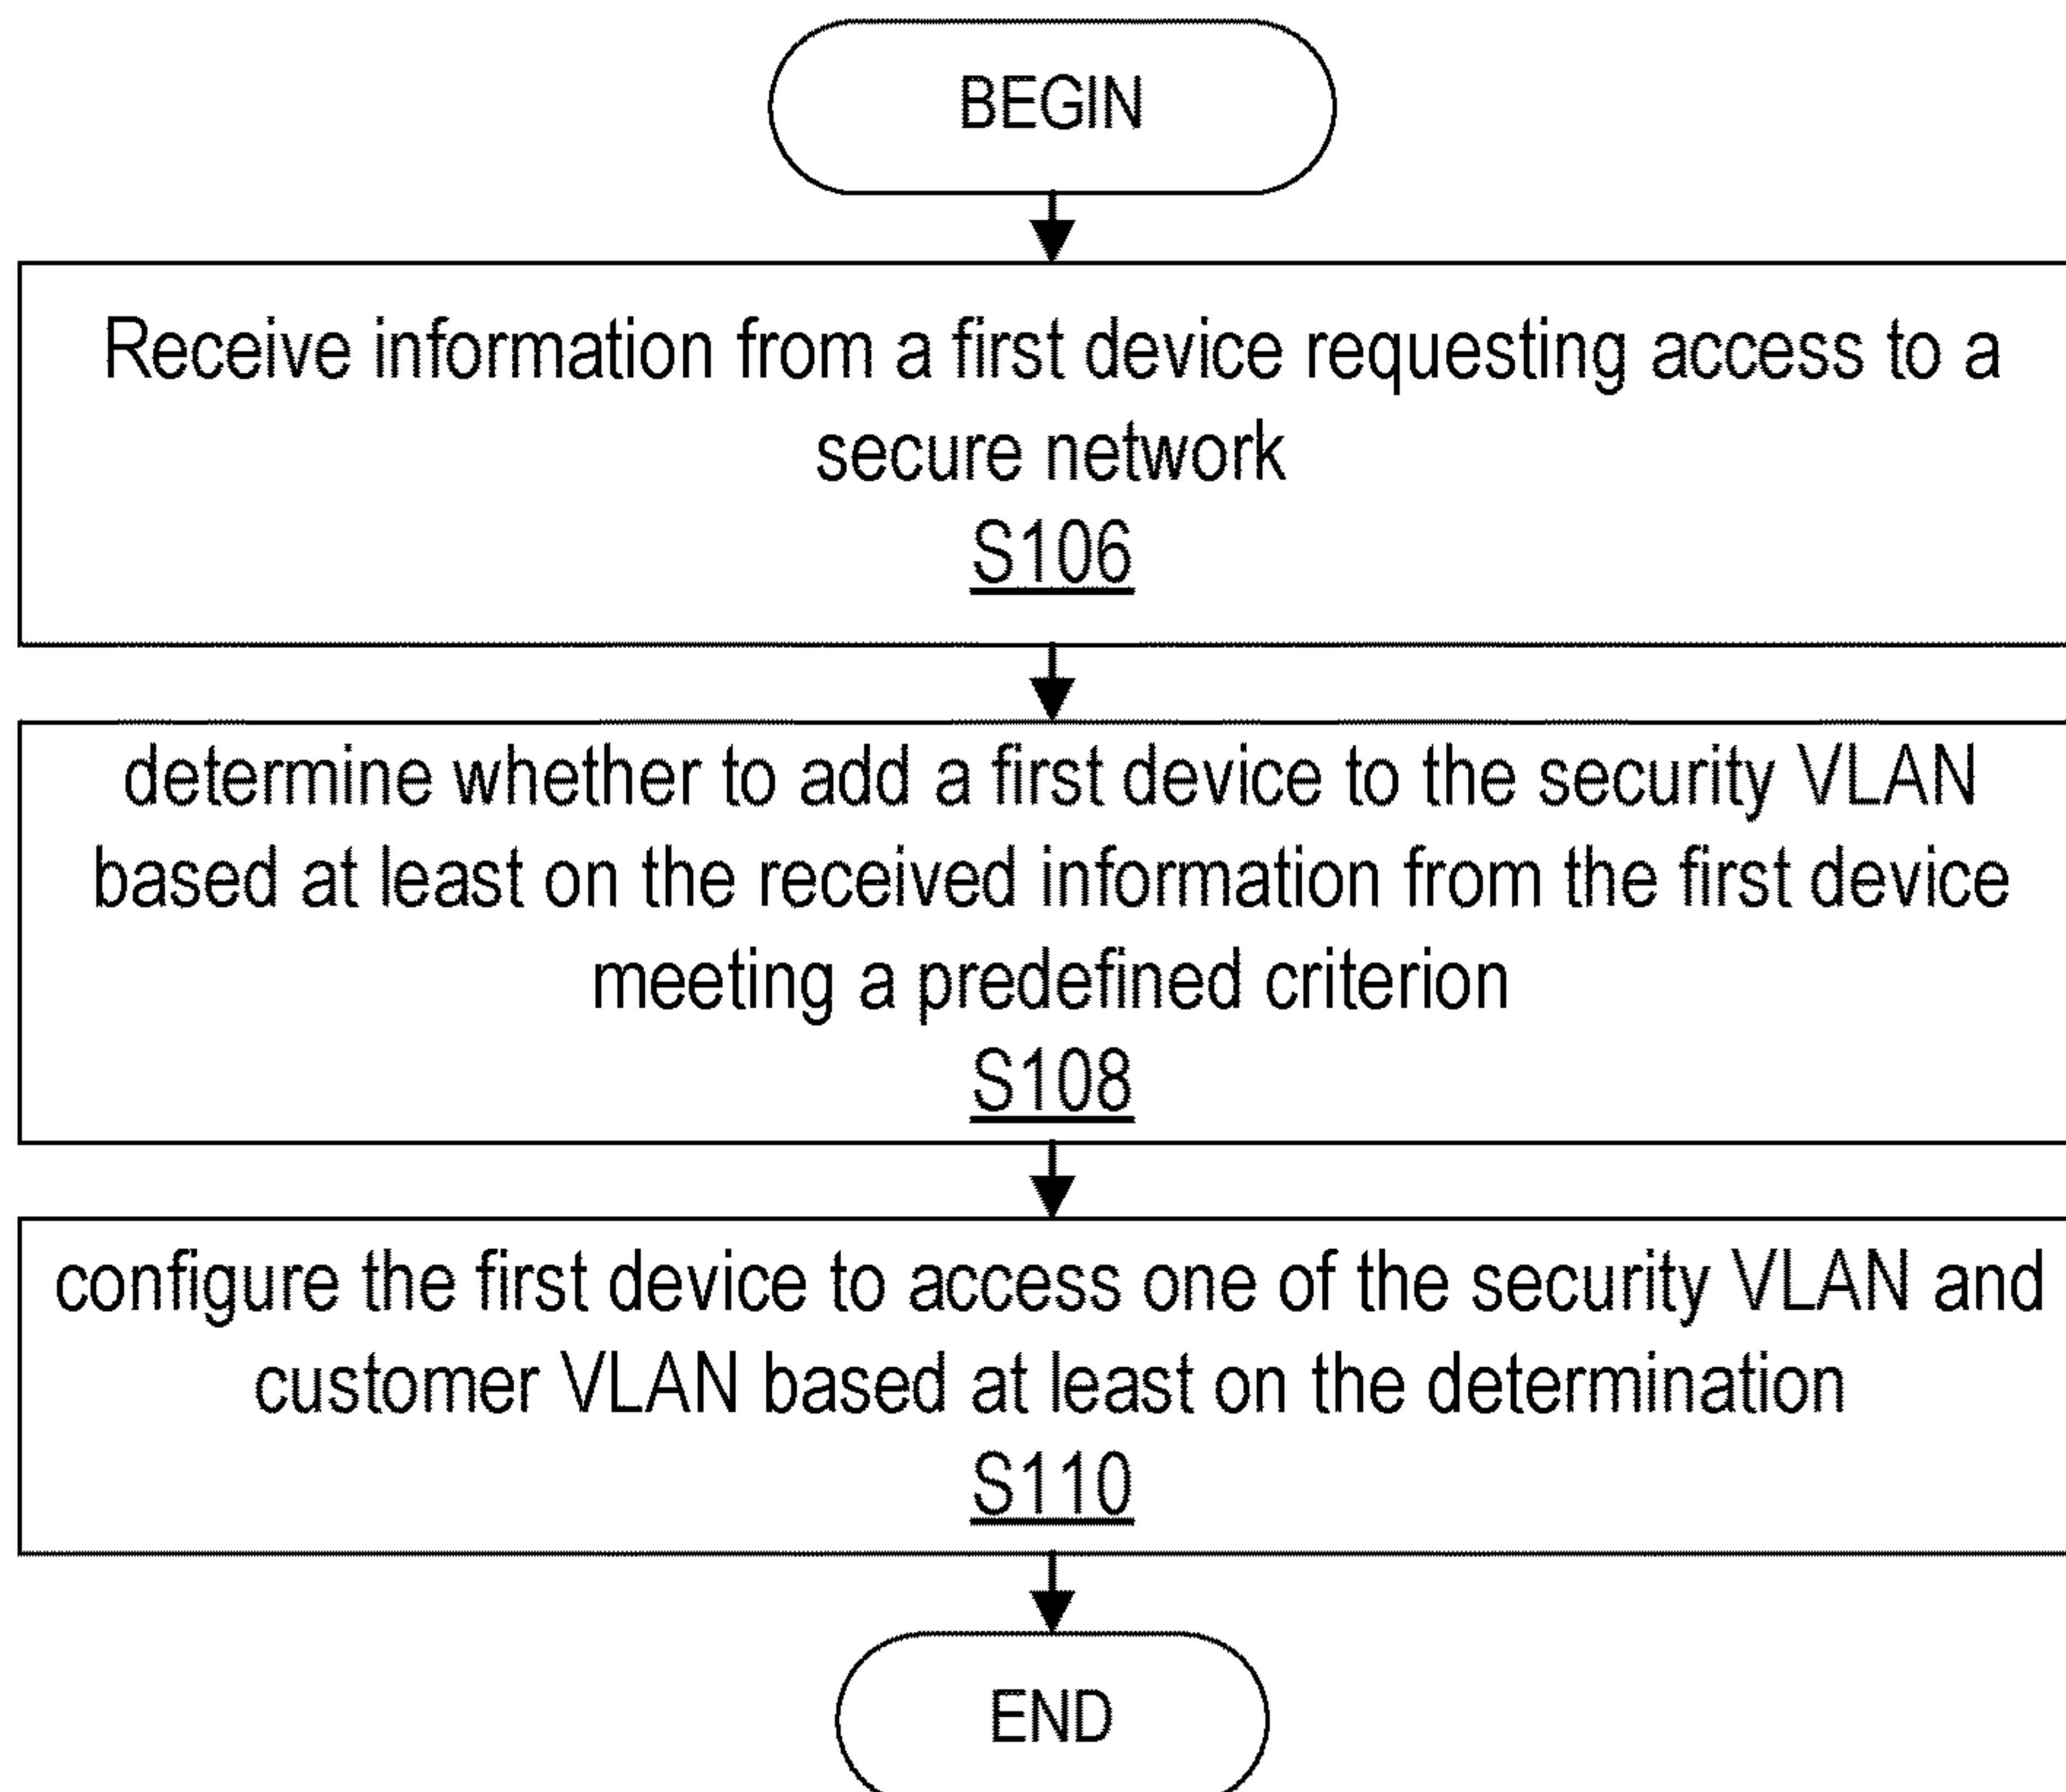 BEGIN
Receive information from a first device requesting access to a
secure network
S106
determine whether to add a first device to the security VLAN
based at least on the received information from the first device
meeting a predefined criterion
S108
configure the first device to access one of the security VLAN and
customer VLAN based at least on the determination
S110
END